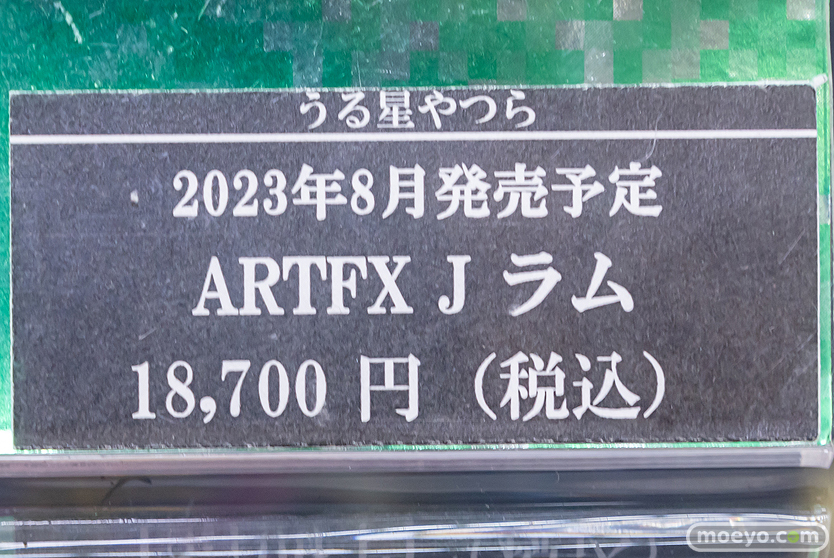 うる星やつら
2023年8月発売予定
ARTFX J ラム
18,700 円（税込）
moeyo.com